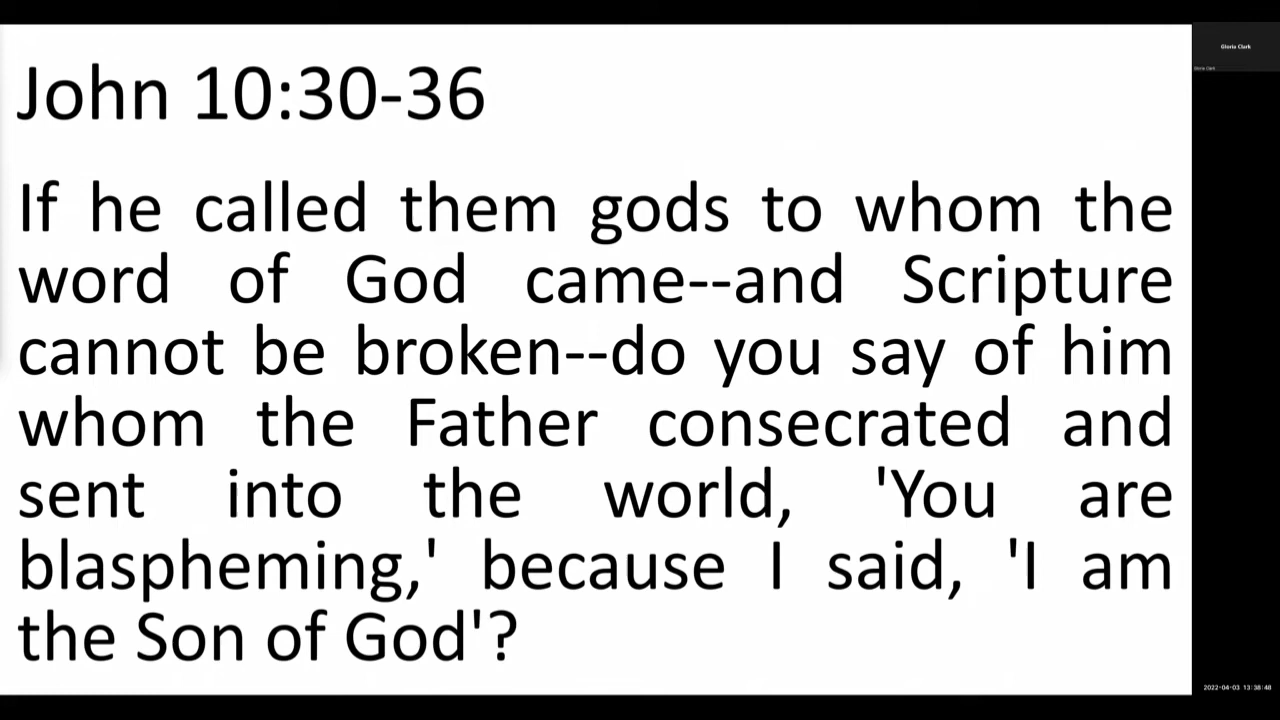 John 10:30-36
If he called them gods to whom the
word of God came--and Scripture
cannot be broken--do you say of him
whom the Father consecrated and
sent into the world, 'You are
blaspheming,' because I said, 'I am
the Son of God'?
Gloria Clark
Gloria Clark
2022-04-03 13:38:48